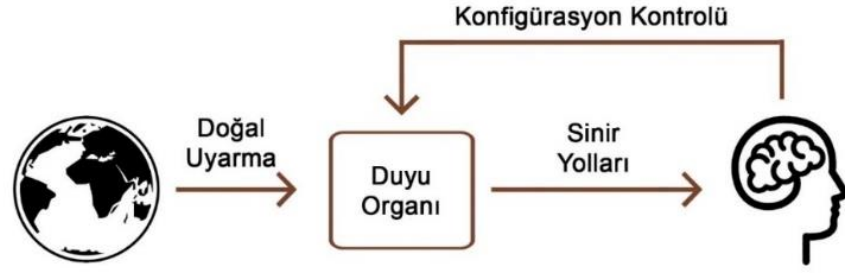 Konfigürasyon Kontrolü
Doğal
Uyarma
Duyu
Organı
Sinir
Yolları